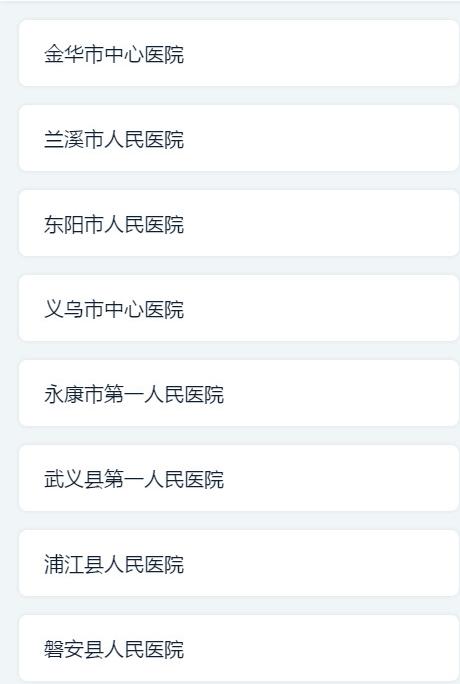 金华市中心医院
兰溪市人民医院
东阳市人民医院
义乌市中心医院
永康市第一人民医院
武义县第一人民医院
浦江县人民医院
磐安县人民医院